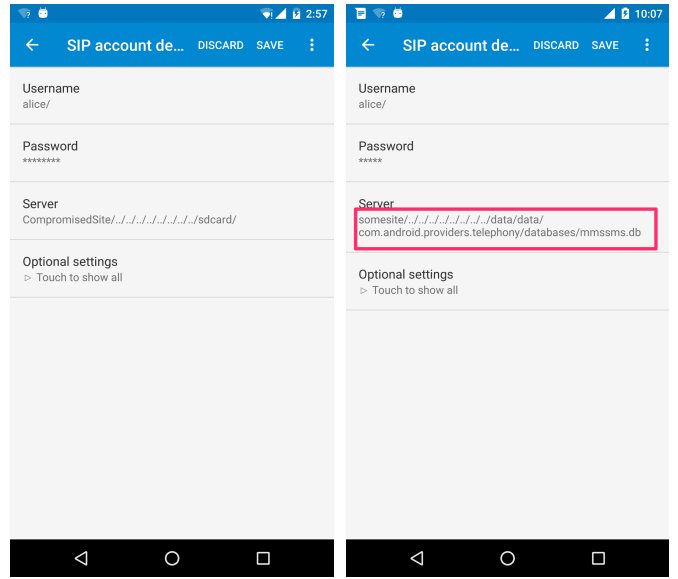 2:57
SIP account de... DISCARD SAVE
Username
alice/
Password
********
Server
CompromisedSite/../../../../../../../../sdcard/
Optional settings
Touch to show all
10:07
SIP account de... DISCARD SAVE
Username
alice/
Password
*****
Server
somesite/../../../../../../../../data/data/
com.android.providers.telephony/databases/mmssms.db
Optional settings
Touch to show all